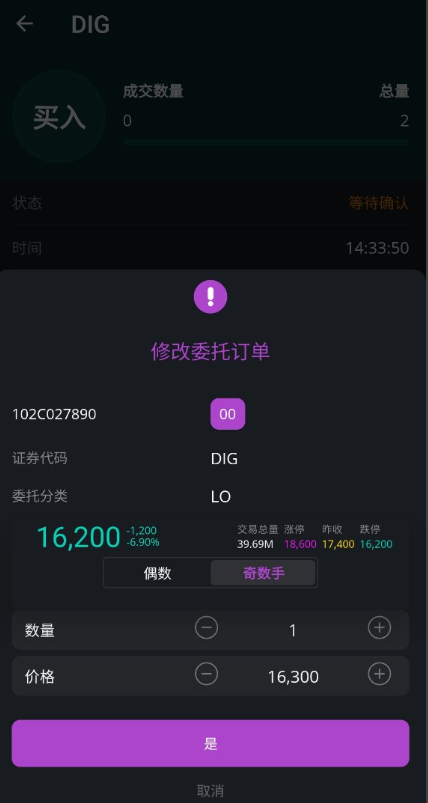 DIG
买入
成交数量 总量
0 2
状态 等待确认
时间 14:33:50
修改委托订单
102C027890 00
证券代码 DIG
委托分类 LO
16,200 -1,200 -6.90%
交易总量 涨停 昨收 跌停
39.69M 18,600 17,400 16,200
偶数 奇数手
数量 1
价格 16,300
是
取消